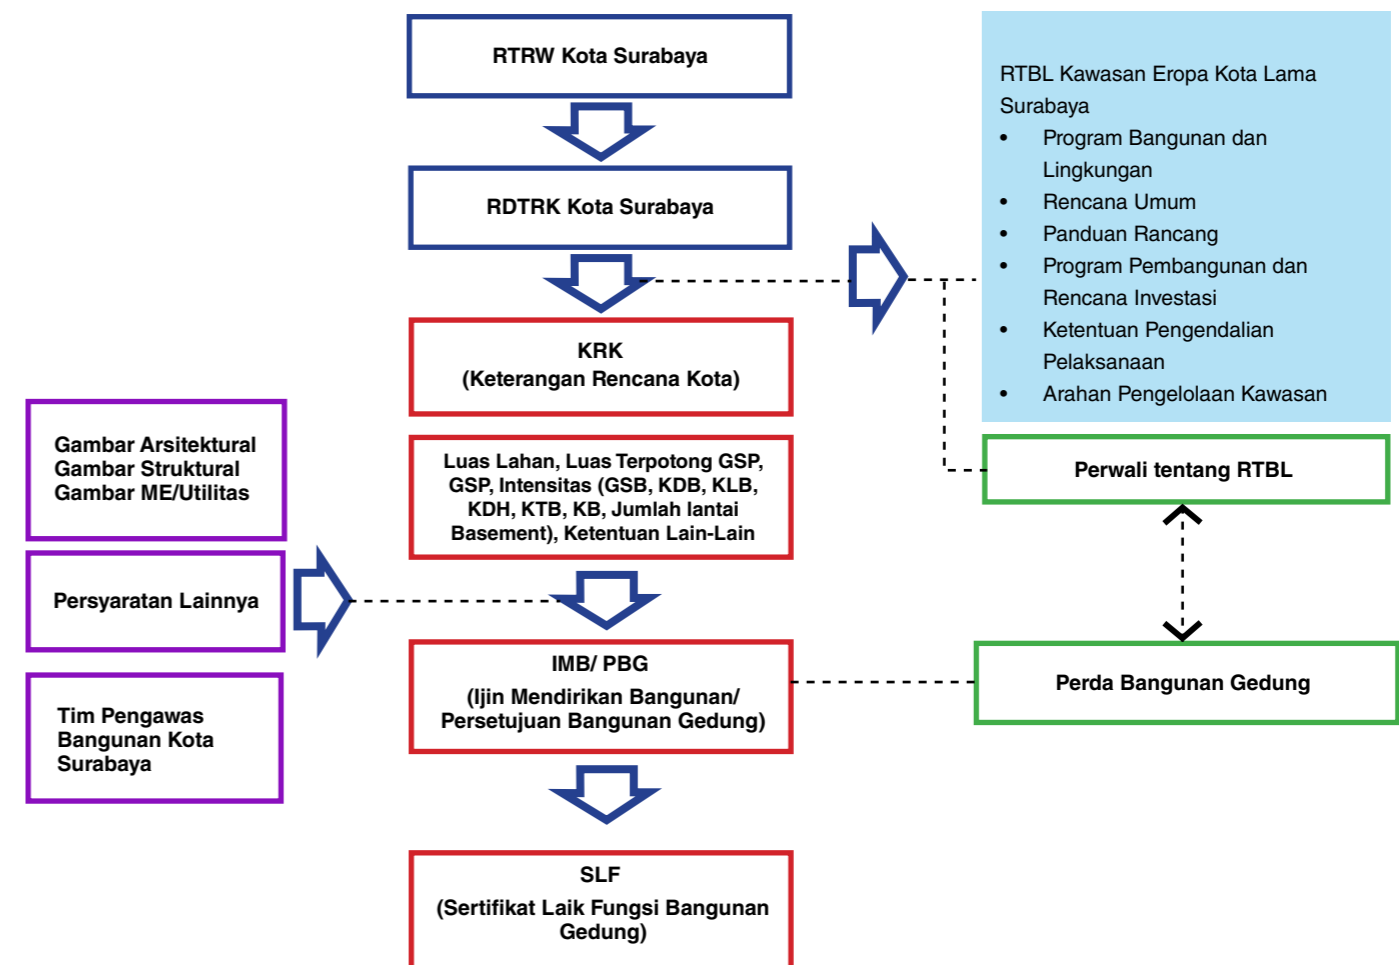 RTRW Kota Surabaya
RDTRK Kota Surabaya
RTBL Kawasan Eropa Kota Lama
Surabaya
• Program Bangunan dan
Lingkungan
• Rencana Umum
• Panduan Rancang
• Program Pembangunan dan
Rencana Investasi
• Ketentuan Pengendalian
Pelaksanaan
• Arahan Pengelolaan Kawasan
KRK
(Keterangan Rencana Kota)
Gambar Arsitektural
Gambar Struktural
Gambar ME/Utilitas
Luas Lahan, Luas Terpotong GSP,
GSP, Intensitas (GSB, KDB, KLB,
KDH, KTB, KB, Jumlah lantai
Basement), Ketentuan Lain-Lain
Perwali tentang RTBL
Persyaratan Lainnya
IMB/ PBG
(Ijin Mendirikan Bangunan/
Persetujuan Bangunan Gedung)
Perda Bangunan Gedung
Tim Pengawas
Bangunan Kota
Surabaya
SLF
(Sertifikat Laik Fungsi Bangunan
Gedung)